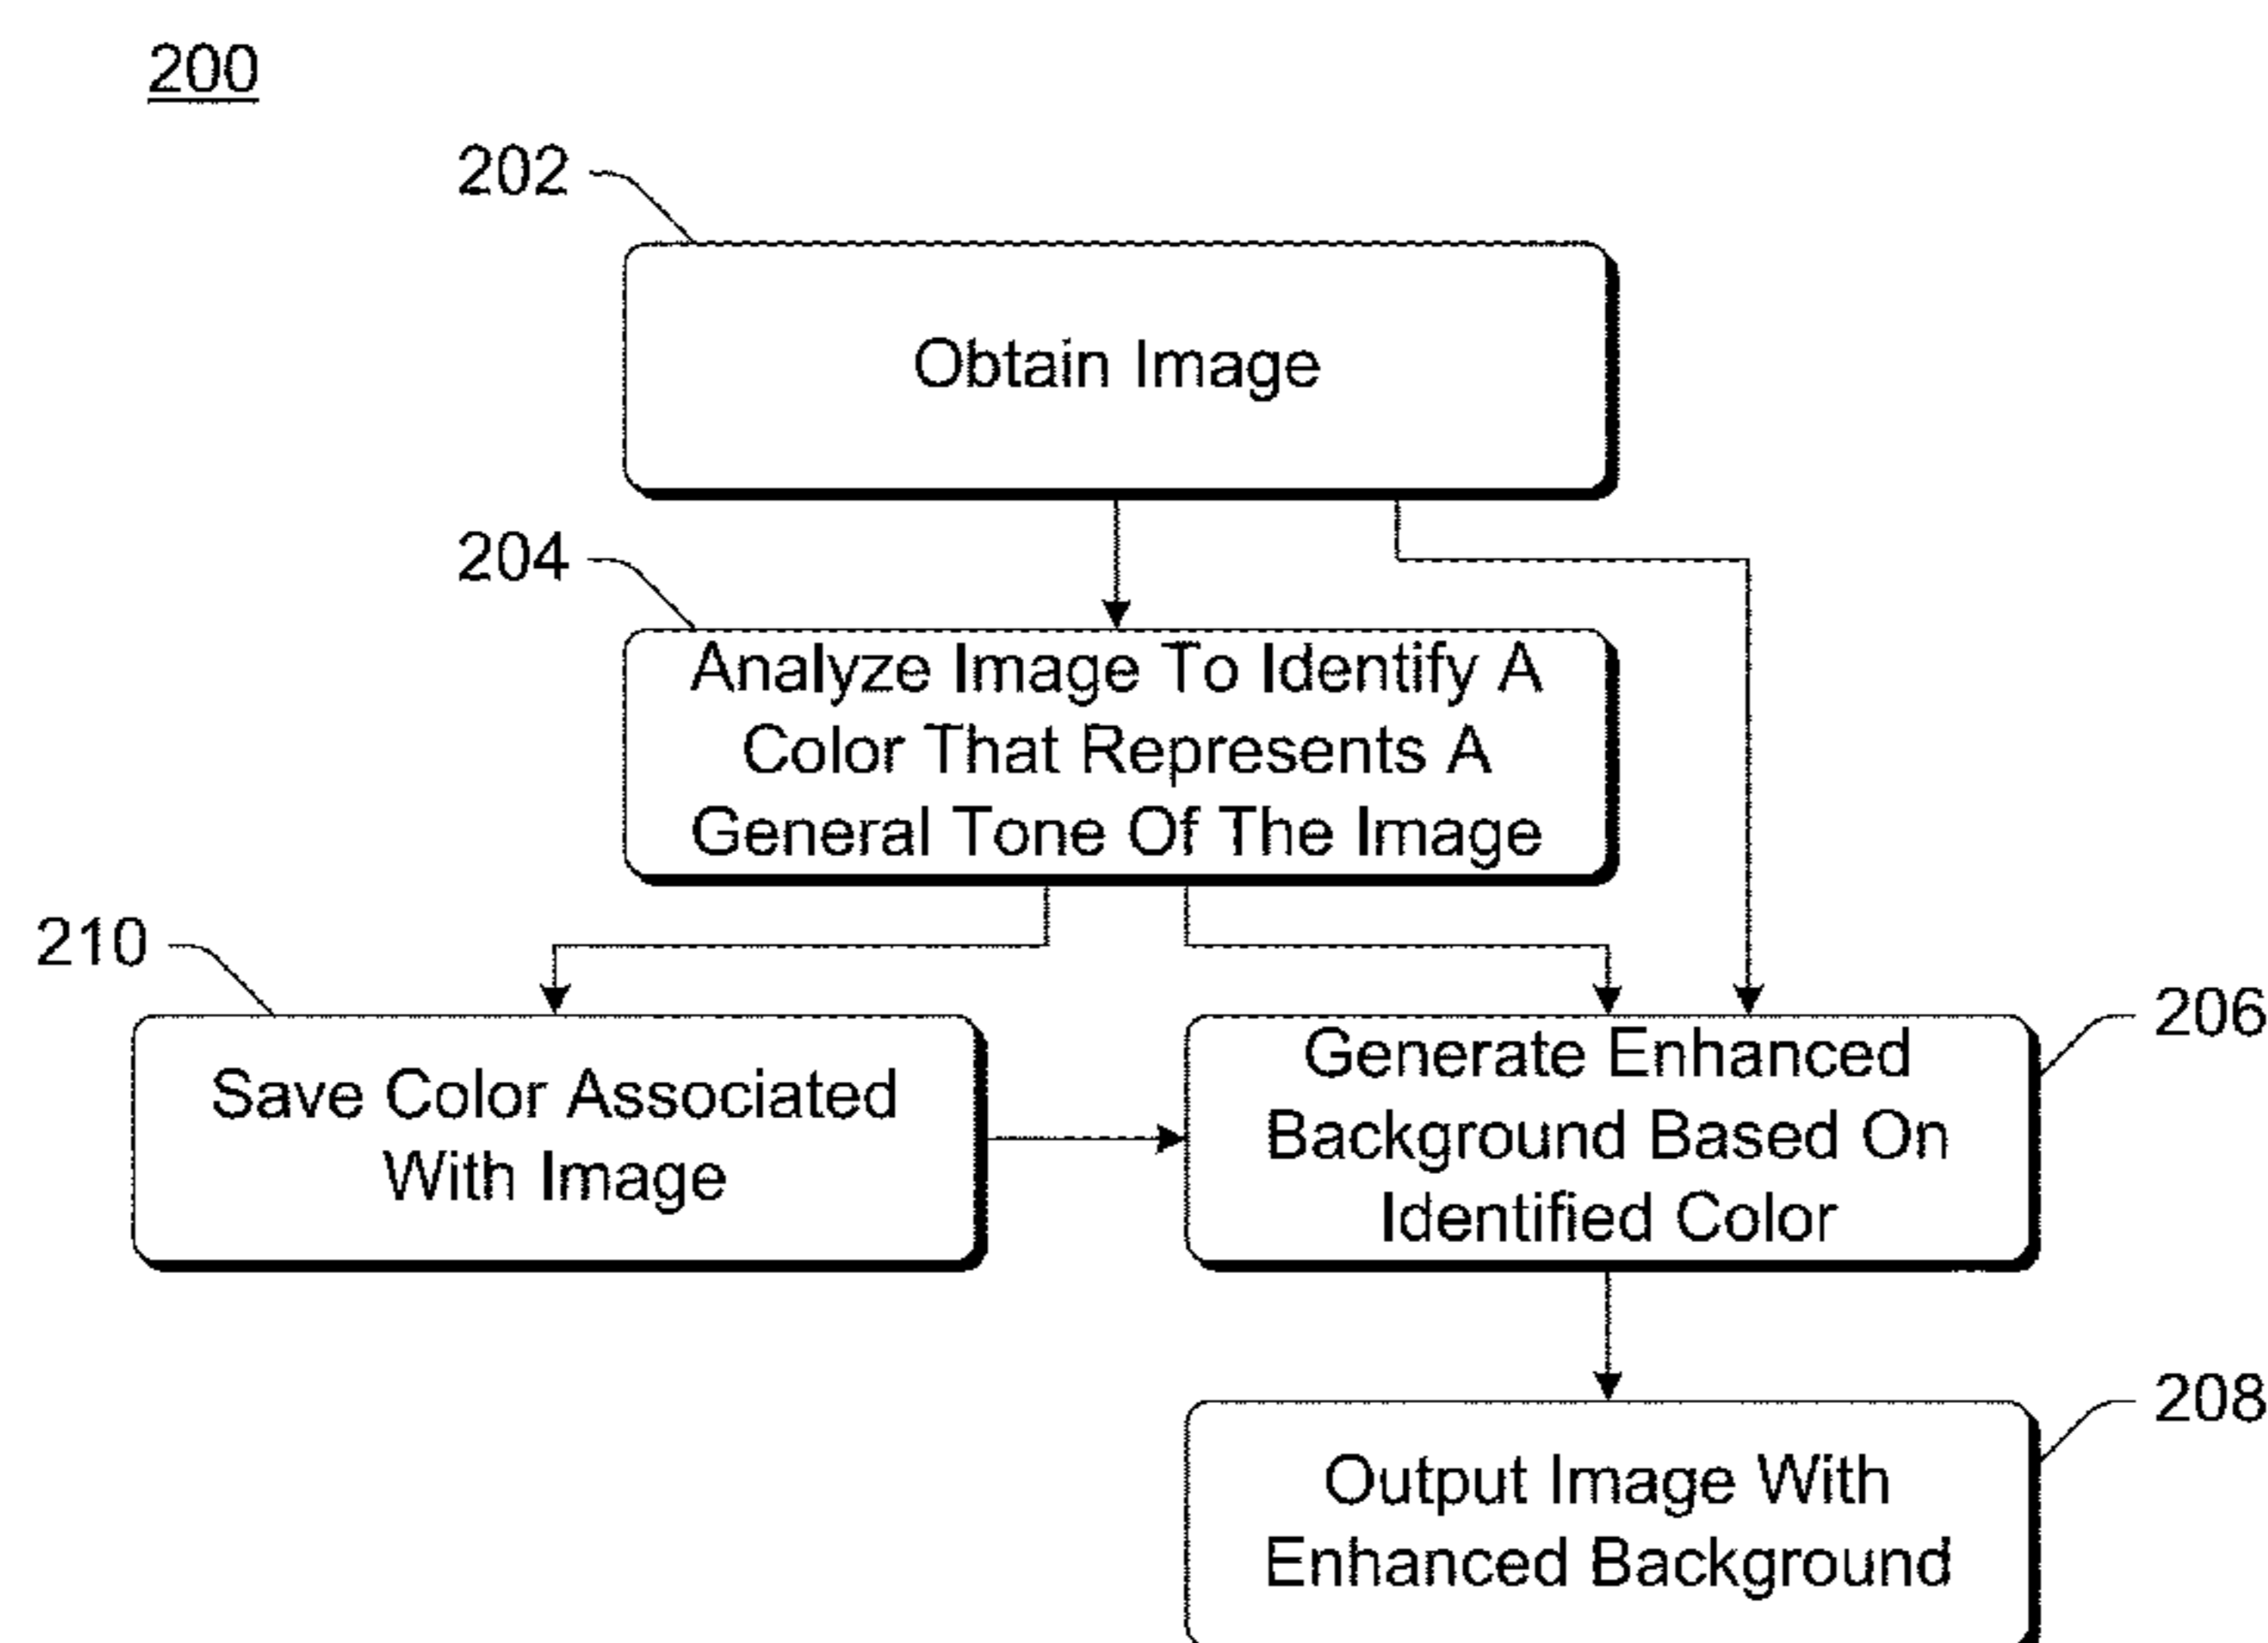 200
202
Obtain Image
204
Analyze Image To Identify A
Color That Represents A
General Tone Of The Image
210
Save Color Associated
With Image
206
Generate Enhanced
Background Based On
Identified Color
208
Output Image With
Enhanced Background